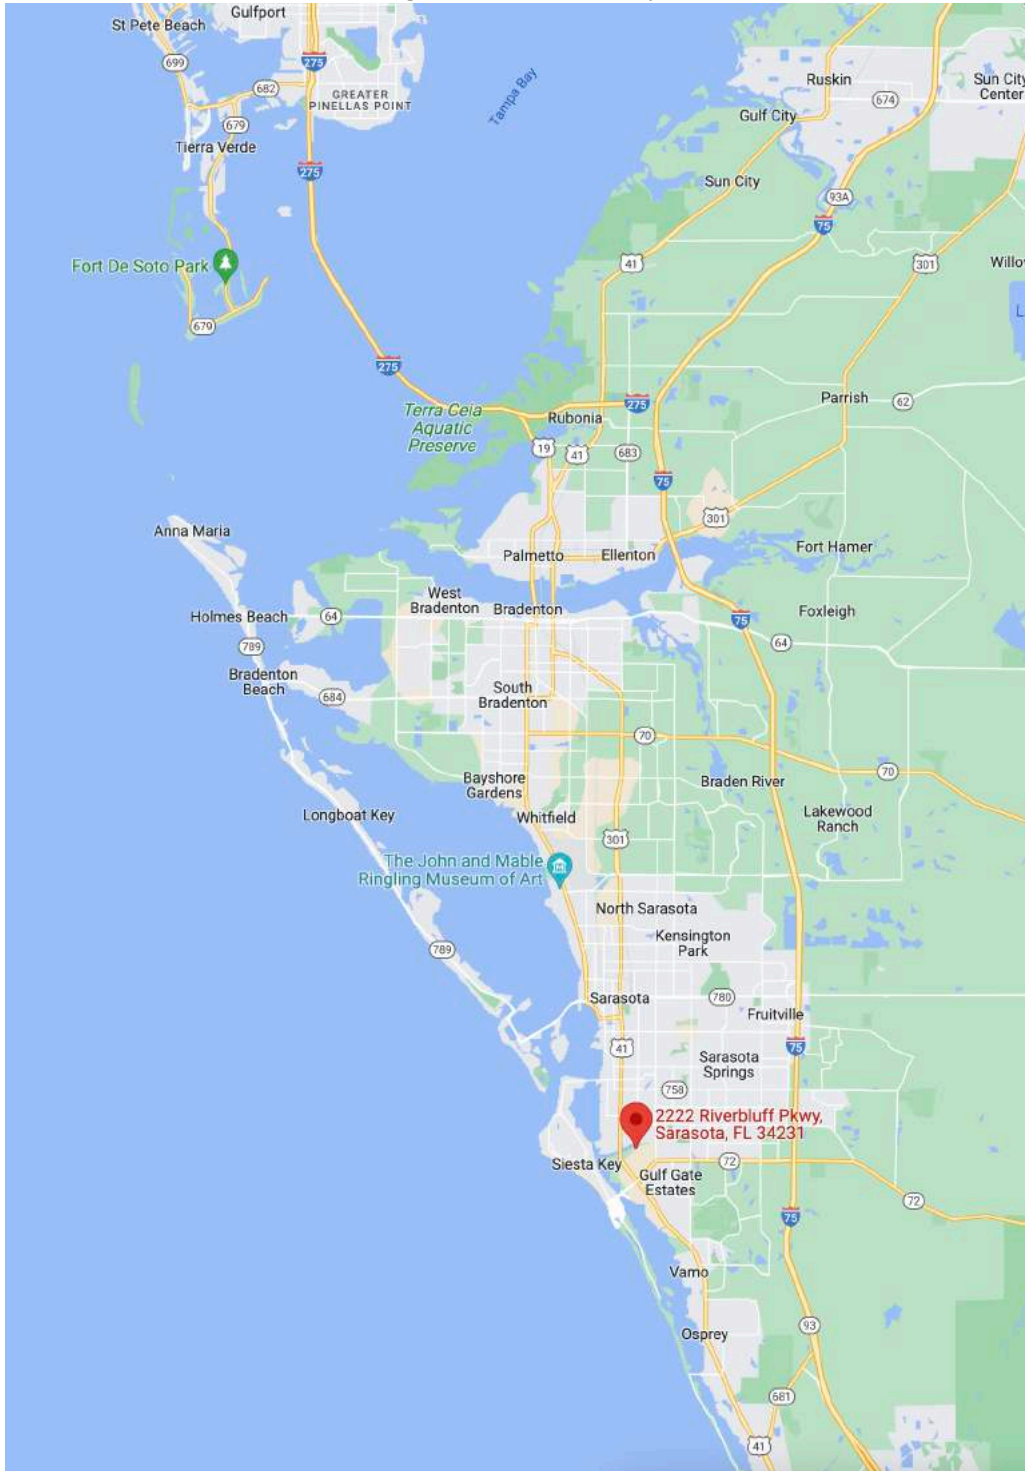 Gulfport
St Pete Beach
275
699
GREATER
PINELLAS POINT
682
679
Tierra Verde
Tampa Bay
Ruskin
Sun City
Center
674
Gulf City
275
Sun City
93A
75
Fort De Soto Park
41
301
Willo
679
275
L
Parrish
62
Terra Ceia
Aquatic
Preserve
275
Rubonia
19
41
683
75
301
Anna Maria
Palmetto
Ellenton
Fort Hamer
West
Bradenton
Bradenton
Holmes Beach
64
75
Foxleigh
64
789
Bradenton
Beach
684
South
Bradenton
70
70
Bayshore
Gardens
Braden River
Longboat Key
Whitfield
Lakewood
Ranch
301
The John and Mable
Ringling Museum of Art
North Sarasota
Kensington
Park
789
Sarasota
780
Fruitville
41
75
Sarasota
Springs
758
2222 Riverbluff Pkwy,
Sarasota, FL 34231
Siesta Key
72
Gulf Gate
Estates
72
75
Vamo
93
Osprey
681
41